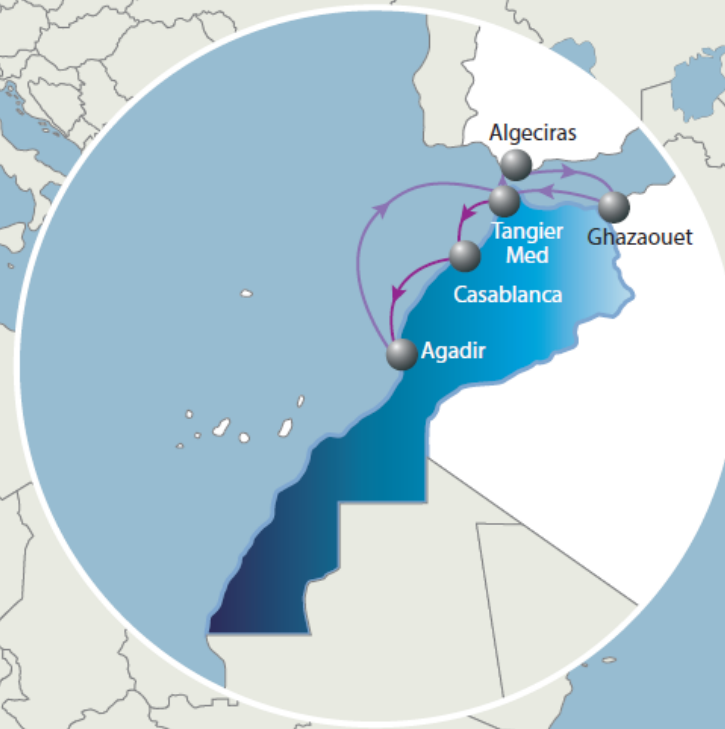 Algeciras
Tangier
Med
Ghazaouet
Casablanca
Agadir